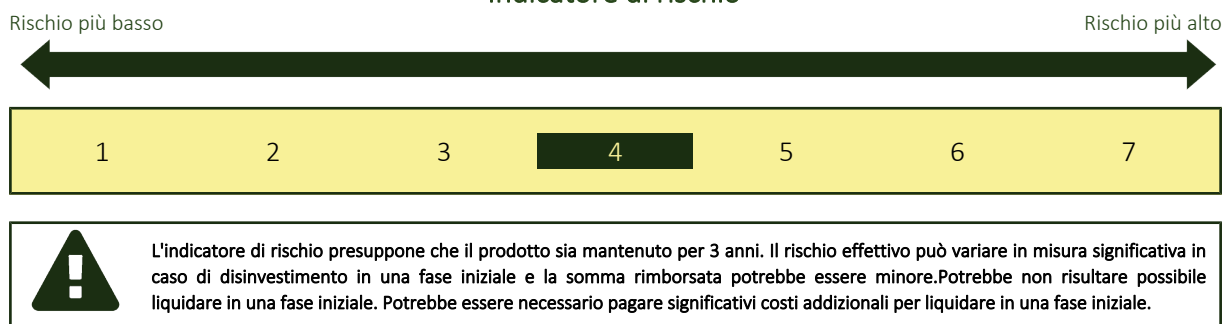 Indicatore di rischio
Rischio più basso Rischio più alto
1 2 3 4 5 6 7
L'indicatore di rischio presuppone che il prodotto sia mantenuto per 3 anni. Il rischio effettivo può variare in misura significativa in
caso di disinvestimento in una fase iniziale e la somma rimborsata potrebbe essere minore.Potrebbe non risultare possibile
liquidare in una fase iniziale. Potrebbe essere necessario pagare significativi costi addizionali per liquidare in una fase iniziale.